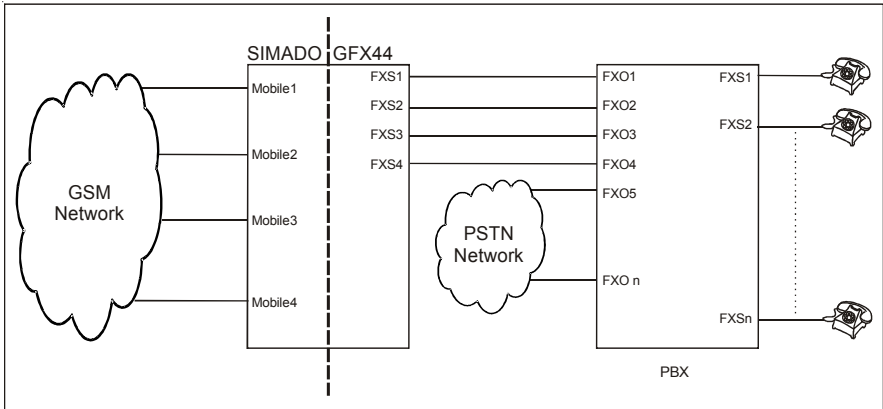 SIMADO GFX44
Mobile1
Mobile2
Mobile3
Mobile4
GSM
Network
FXS1
FXS2
FXS3
FXS4
PSTN
Network
FXO1
FXO2
FXO3
FXO4
FXO5
FXO n
FXS1
FXS2
FXSn
PBX